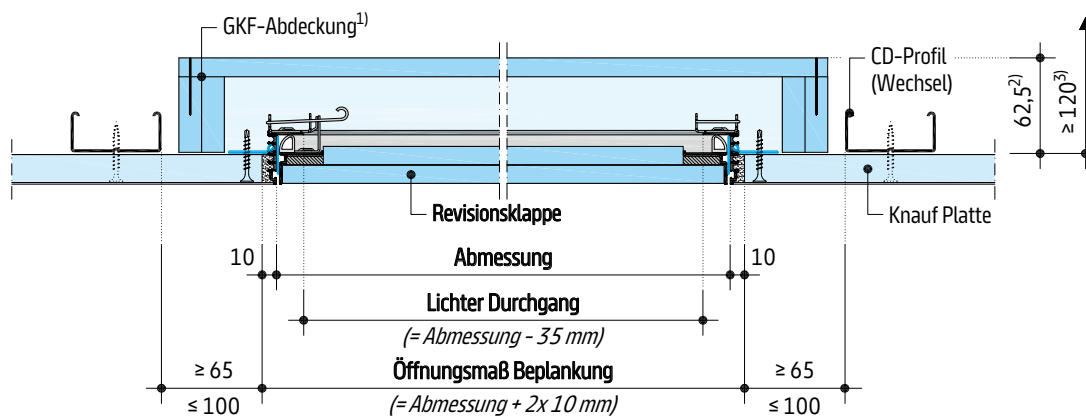 GKF-Abdeckung1)
CD-Profil
(Wechsel)
62,52)
≥ 1203)
Revisionsklappe
Knauf Platte
10
Abmessung
10
Lichter Durchgang
(= Abmessung - 35 mm)
≥ 65
≤ 100
Öffnungsmaß Beplankung
(= Abmessung + 2x 10 mm)
≥ 65
≤ 100